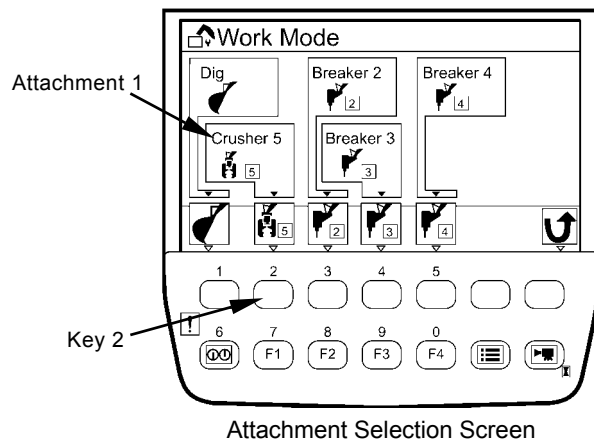 Work Mode
Dig
Breaker 2
2
Breaker 4
4
Attachment 1
Crusher 5
5
Breaker 3
3
5
2
3
4
1 2 3 4 5
Key 2
!
6 7 8 9 0
F1 F2 F3 F4
Attachment Selection Screen